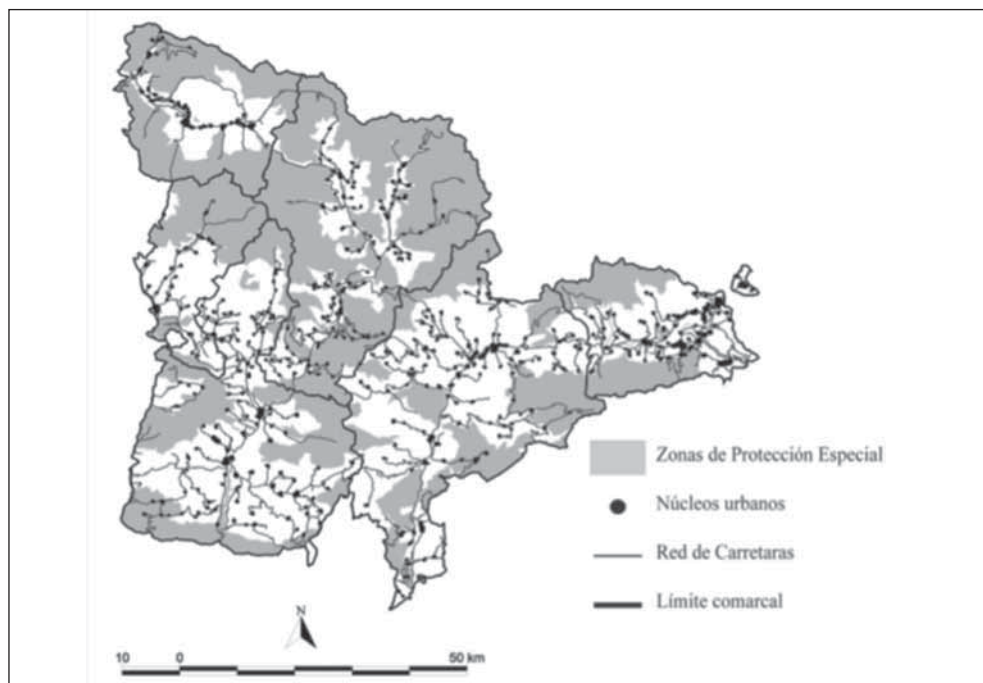 Zonas de Protección Especial
Núcleos urbanos
Red de Carretaras
Límite comarcal
N
10 0 50 km